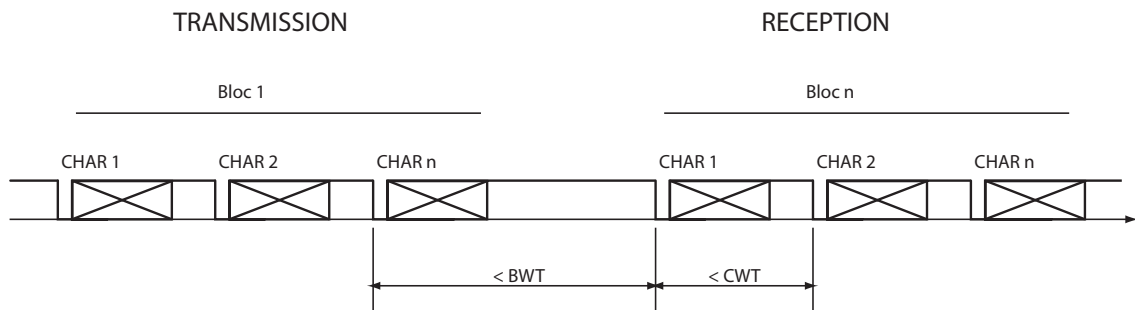 TRANSMISSION RECEPTION
Bloc 1 Bloc n
CHAR 1 CHAR 2 CHAR n CHAR 1 CHAR 2 CHAR n
< BWT < CWT